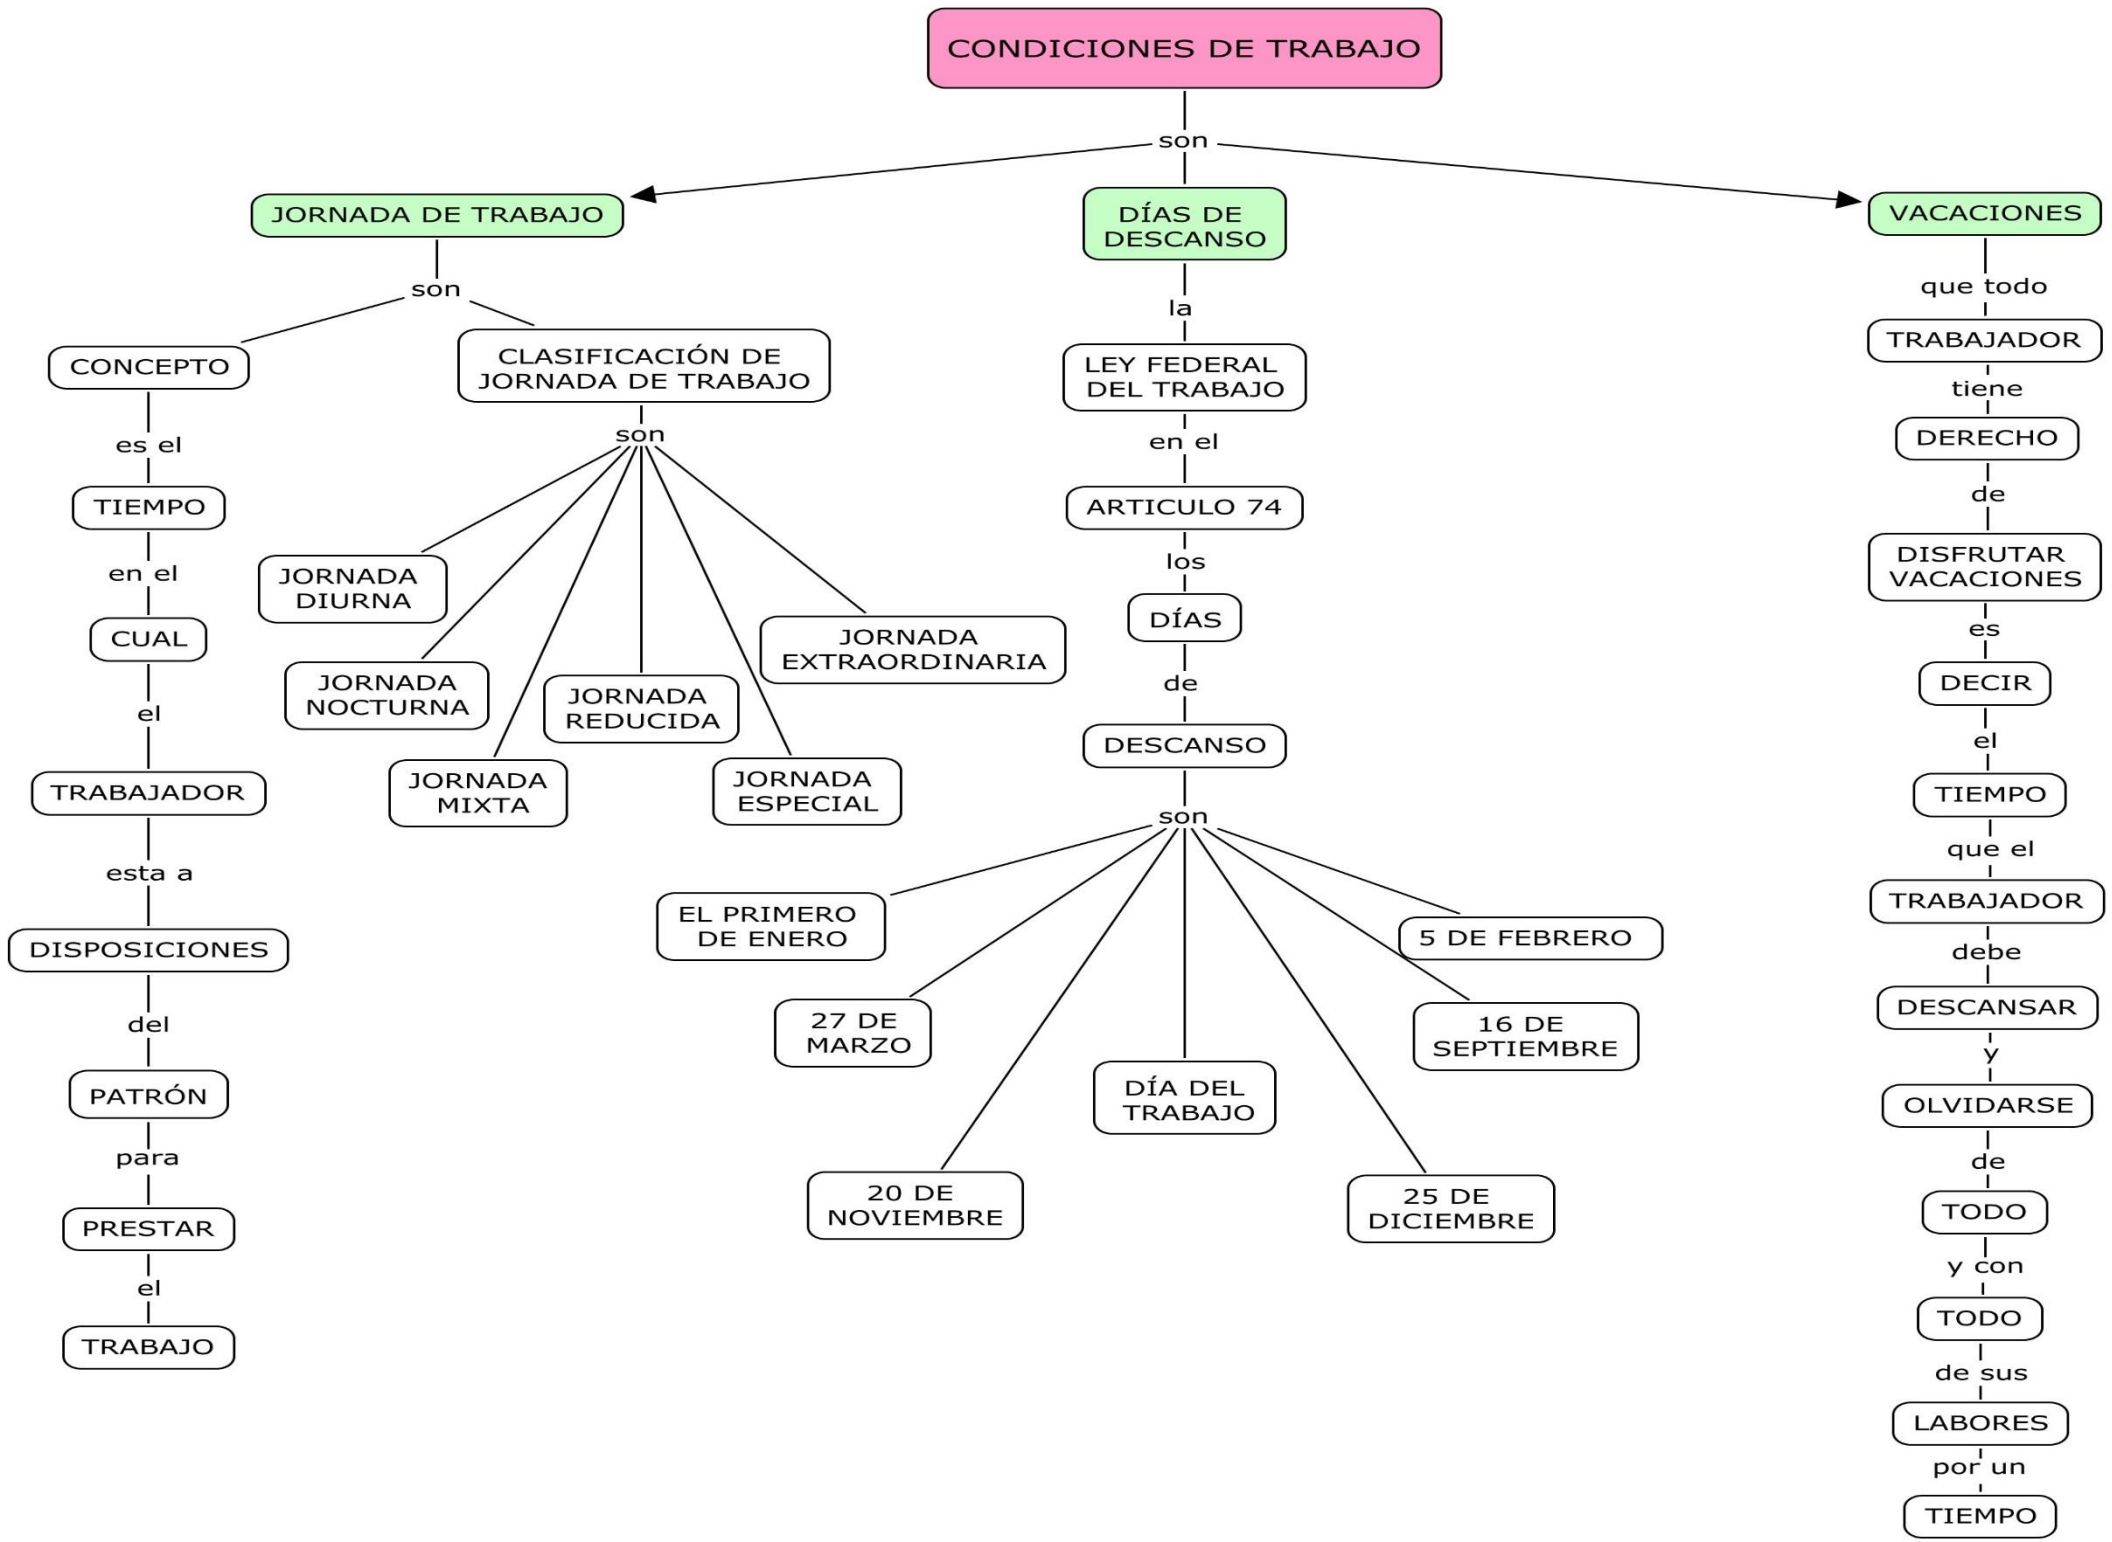 CONDICIONES DE TRABAJO
son
JORNADA DE TRABAJO
son
CONCEPTO
es el
TIEMPO
en el
CUAL
el
TRABAJADOR
esta a
DISPOSICIONES
del
PATRÓN
para
PRESTAR
el
TRABAJO
CLASIFICACIÓN DE
JORNADA DE TRABAJO
son
JORNADA
DIURNA
JORNADA
NOCTURNA
JORNADA
MIXTA
JORNADA
REDUCIDA
JORNADA
ESPECIAL
JORNADA
EXTRAORDINARIA
DÍAS DE
DESCANSO
la
LEY FEDERAL
DEL TRABAJO
en el
ARTICULO 74
los
DÍAS
de
DESCANSO
son
EL PRIMERO
DE ENERO
27 DE
MARZO
20 DE
NOVIEMBRE
DÍA DEL
TRABAJO
25 DE
DICIEMBRE
16 DE
SEPTIEMBRE
5 DE FEBRERO
VACACIONES
que todo
TRABAJADOR
tiene
DERECHO
de
DISFRUTAR
VACACIONES
es
DECIR
el
TIEMPO
que el
TRABAJADOR
debe
DESCANSAR
y
OLVIDARSE
de
TODO
y con
TODO
de sus
LABORES
por un
TIEMPO